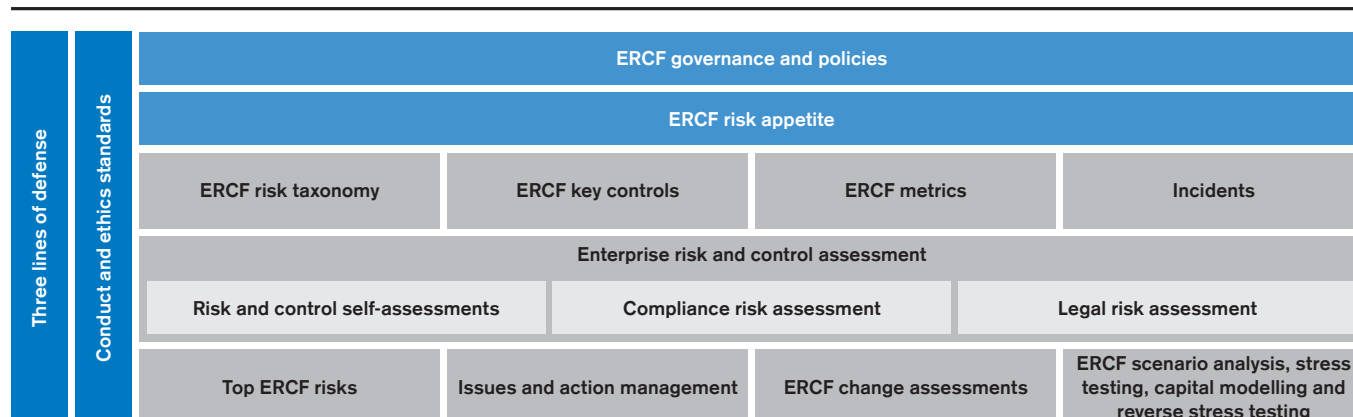 Three lines of defense
Conduct and ethics standards
ERCF governance and policies
ERCF risk appetite
ERCF risk taxonomy
ERCF key controls
ERCF metrics
Incidents
Enterprise risk and control assessment
Risk and control self-assessments
Compliance risk assessment
Legal risk assessment
Top ERCF risks
Issues and action management
ERCF change assessments
ERCF scenario analysis, stress
testing, capital modelling and
reverse stress testing